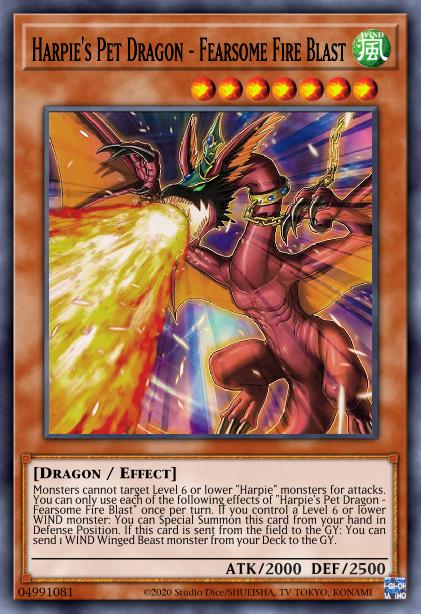 Harpie's Pet Dragon - Fearsome Fire Blast
WIND
風
[Dragon / Effect]
Monsters cannot target Level 6 or lower "Harpie" monsters for attacks.
You can only use each of the following effects of "Harpie's Pet Dragon -
Fearsome Fire Blast" once per turn. If you control a Level 6 or lower
WIND monster: You can Special Summon this card from your hand in
Defense Position. If this card is sent from the field to the GY: You can
send 1 WIND Winged Beast monster from your Deck to the GY.
ATK/2000 DEF/2500
04991081
©2020 Studio Dice/SHUEISHA, TV TOKYO, KONAMI